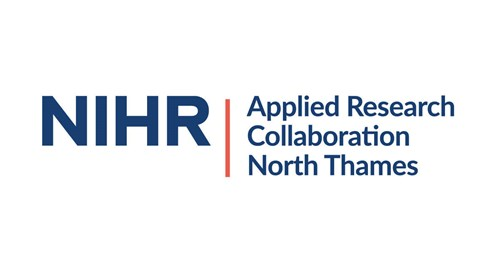 NIHR
Applied Research
Collaboration
North Thames